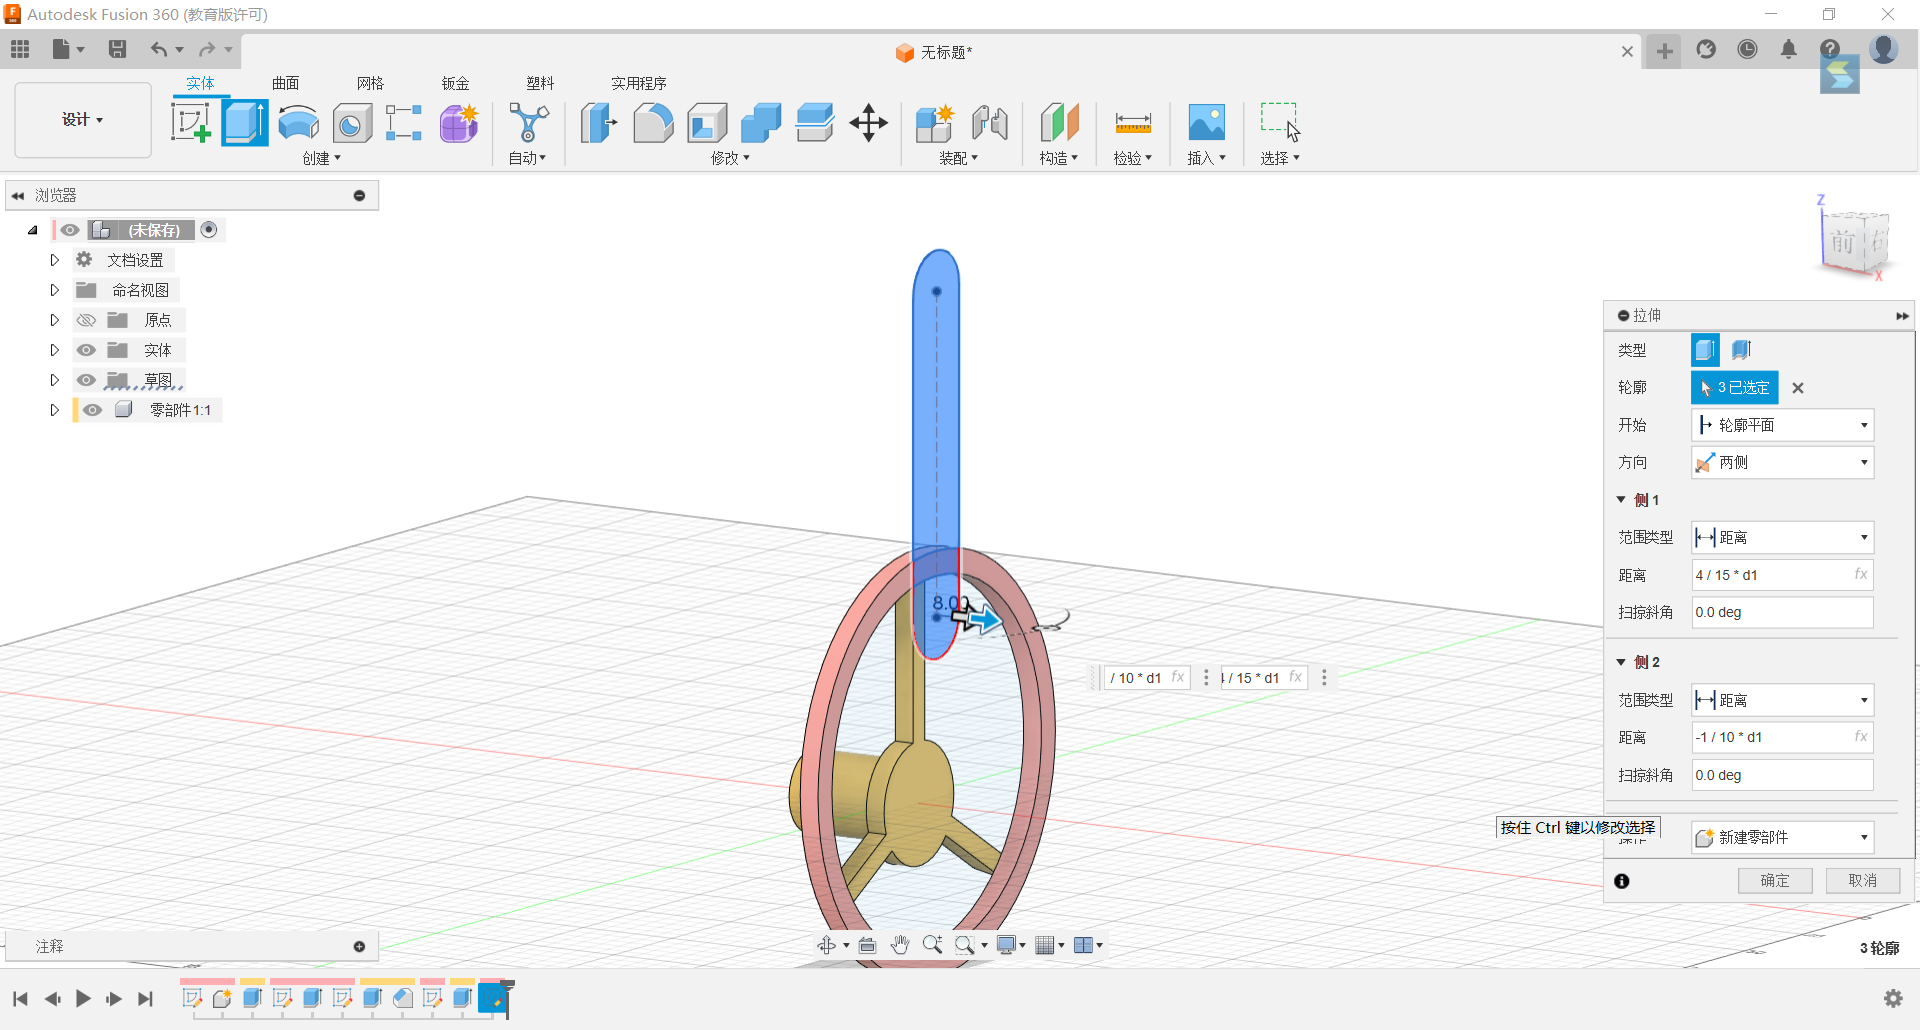 Autodesk Fusion 360 (教育版许可)
无标题*
实体 曲面 网格 钣金 塑料 实用程序
设计
创建 自动 修改 装配 构造 检验 插入 选择
浏览器
(未保存)
文档设置
命名视图
原点
实体
草图
零部件1:1
Z
前 右
X
拉伸
类型
轮廓 3 已选定
开始 轮廓平面
方向 两侧
侧 1
范围类型 距离
距离 4 / 15 * d1 fx
扫掠斜角 0.0 deg
侧 2
范围类型 距离
距离 -1 / 10 * d1 fx
扫掠斜角 0.0 deg
操作 新建零部件
按住 Ctrl 键以修改选择
确定 取消
8.00
/ 10 * d1 fx / 15 * d1 fx
注释
3 轮廓